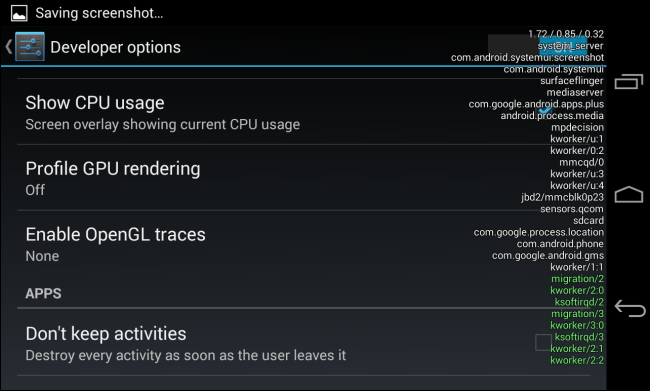 Saving screenshot...
Developer options
ON
Show CPU usage
Screen overlay showing current CPU usage
Profile GPU rendering
Off
Enable OpenGL traces
None
APPS
Don't keep activities
Destroy every activity as soon as the user leaves it
1.72 / 0.85 / 0.32
system_server
com.android.systemui:screenshot
com.android.systemui
surfaceflinger
mediaserver
com.google.android.apps.plus
android.process.media
mpdecision
kworker/u:1
kworker/0:2
mmcqd/0
kworker/u:3
kworker/u:4
jbd2/mmcblk0p23
sensors.qcom
sdcard
com.google.process.location
com.android.phone
com.google.android.gms
kworker/1:1
migration/2
kworker/2:0
ksoftirqd/2
migration/3
kworker/3:0
ksoftirqd/3
kworker/2:1
kworker/2:2